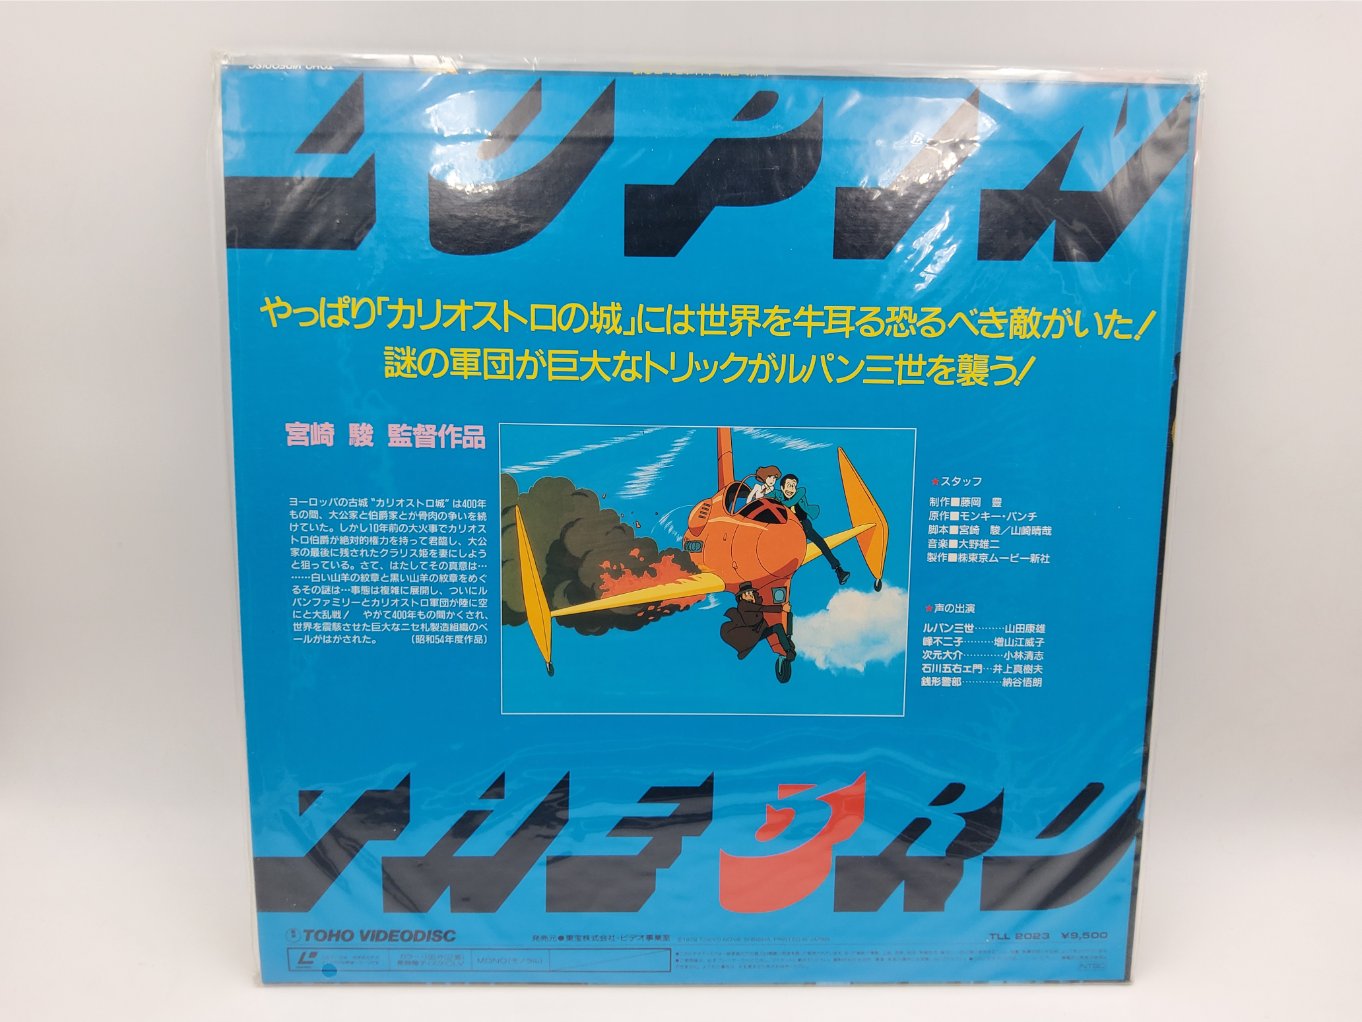 LUPIN
やっぱり「カリオストロの城」には世界を牛耳る恐るべき敵がいた!
謎の軍団が巨大なトリックがルパン三世を襲う!
宮崎 駿 監督作品
ヨーロッパの古城“カリオストロ城”は400年
もの間、大公家と伯爵家とか骨肉の争いを続
けていた。しかし10年前の大火事でカリオス
トロ伯爵が絶対的権力を持って君臨し、大公
家の最後に残されたクラリス姫を妻にしよう
と狙っている。さて、はたしてその真意は…
……白い山羊の紋章と黒い山羊の紋章をめぐ
るその謎は…事態は複雑に展開し、ついにル
パンファミリーとカリオストロ軍団が陸に空
にと大乱戦! やがて400年もの間かくされ、
世界を震駭させた巨大なニセ札製造組織のベ
ールがはがされた。 〔昭和54年度作品〕
★スタッフ
制作■藤岡 豊
原作■モンキー・パンチ
脚本■宮崎 駿/山崎晴哉
音楽■大野雄二
製作■株東京ムービー新社
★声の出演
ルパン三世………山田康雄
峰不二子………増山江威子
次元大介…………小林清志
石川五右ェ門…井上真樹夫
銭形警部…………納谷悟朗
THE 3RD
TOHO VIDEODISC
発売元●東宝株式会社・ビデオ事業室
TLL 2023 ¥9,500
MONO(モノラル)